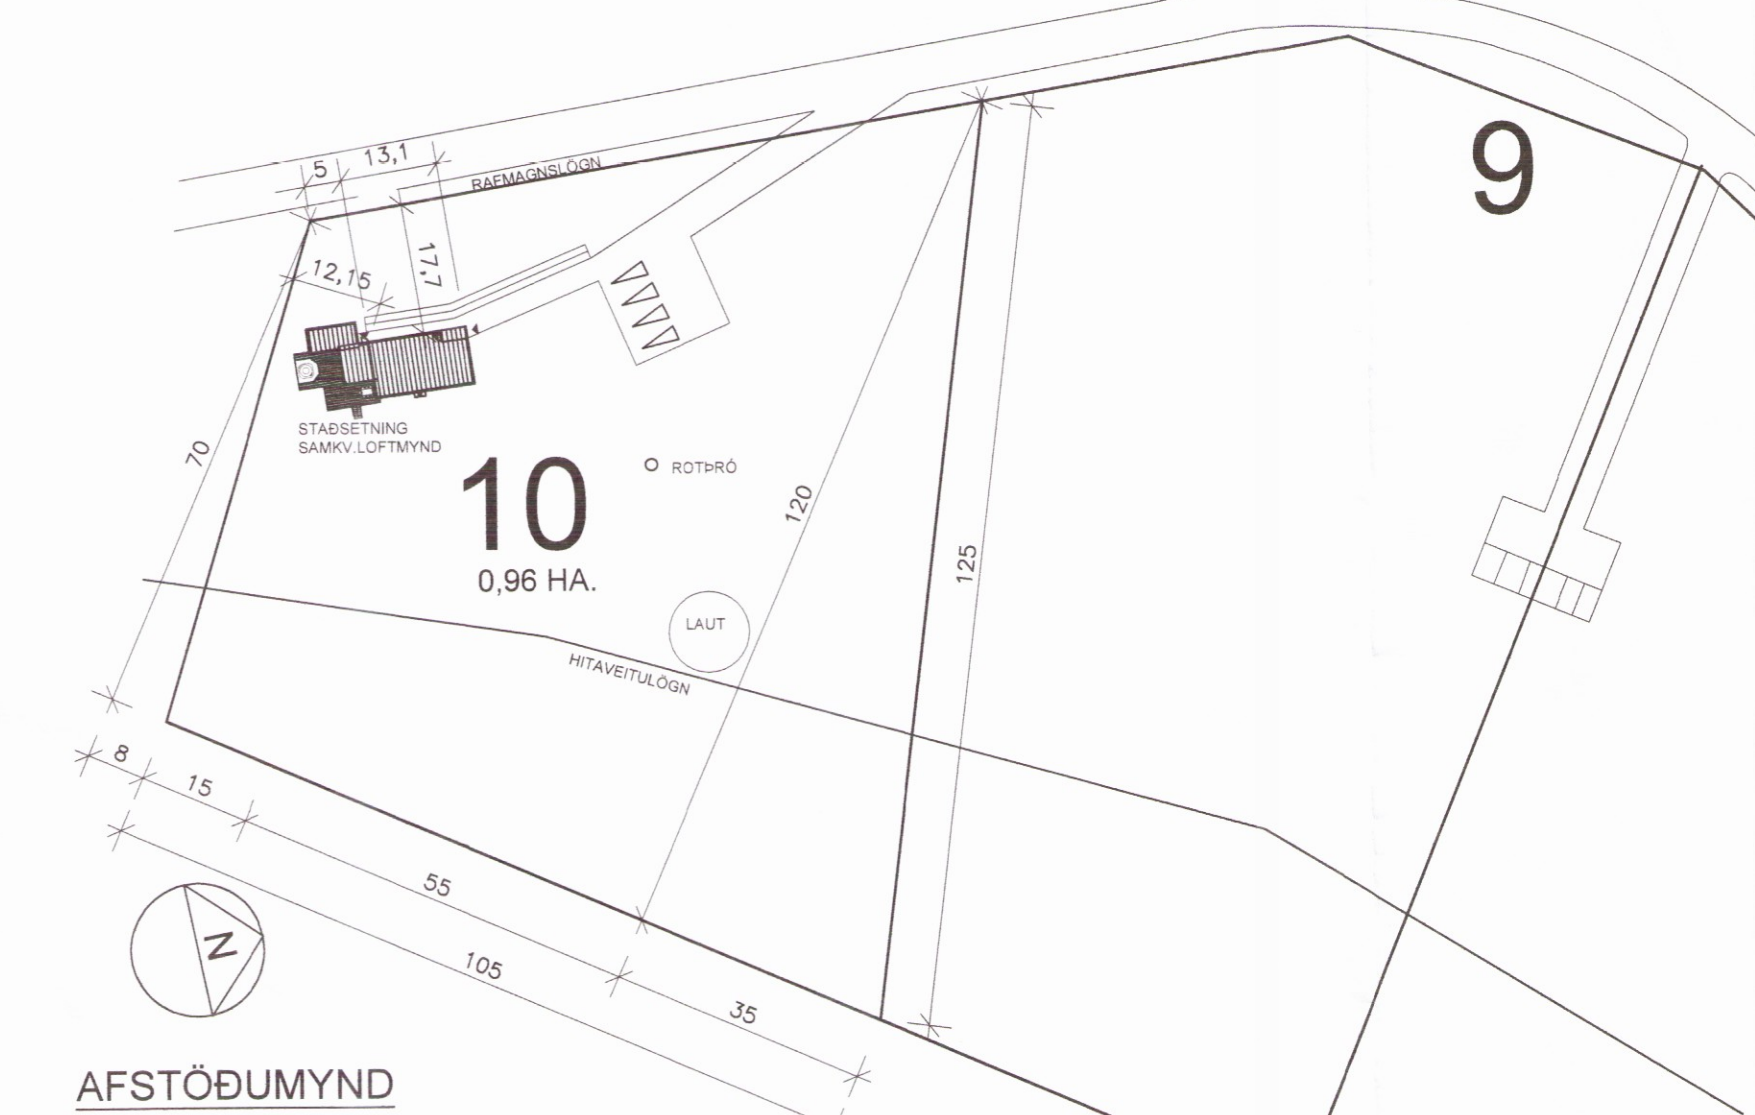 5
13,1
RAFMAGNSLÖGN
9
17,7
12,15
STAÐSETNING
SAMKV.LOFTMYND
70
10
ROTÞRÓ
0,96 HA.
120
125
LAUT
HITAVEITULÖGN
8
15
55
105
35
N
AFSTÖÐUMYND